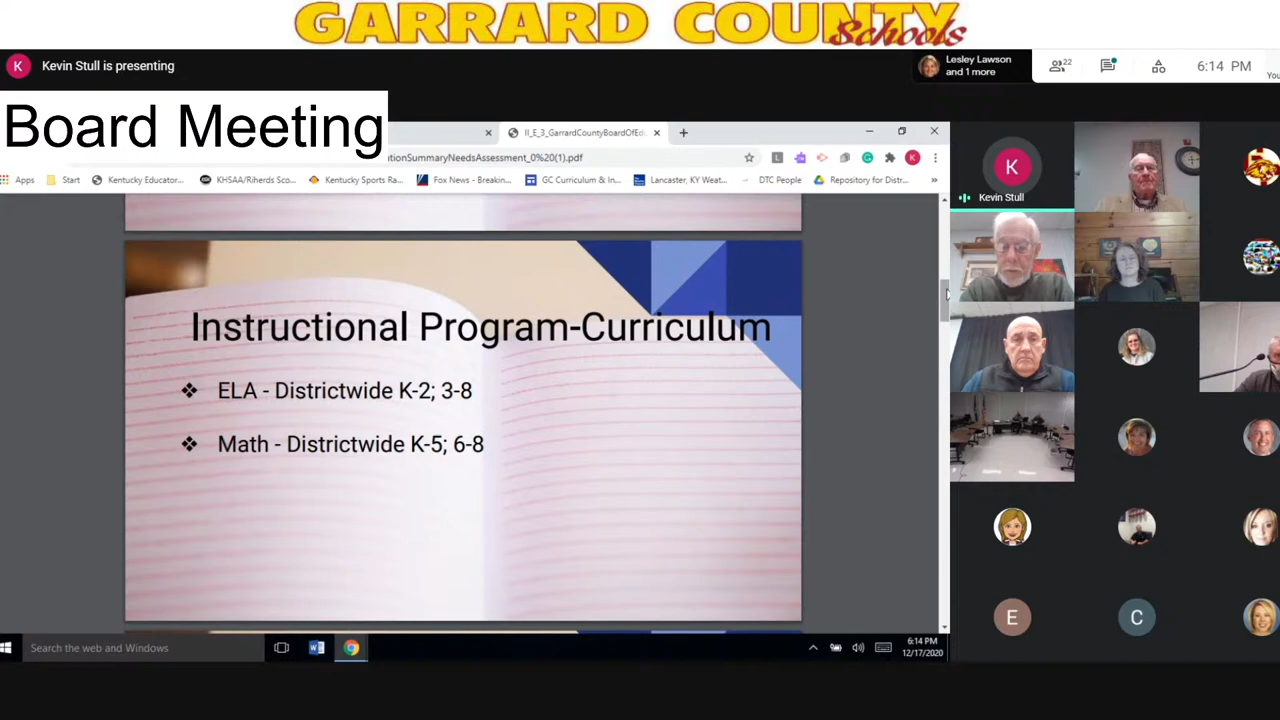 GARRARD COUNTY
Schools
K Kevin Stull is presenting
Lesley Lawson
and 1 more
22
6:14 PM
You
Board Meeting
II_E_3_GarrardCountyBoardOfEdu
tionSummaryNeedsAssessment_0%20(1).pdf
Apps Start Kentucky Educator... KHSAA/Riherds Sco... Kentucky Sports Ra... Fox News - Breakin... GC Curriculum & In... Lancaster, KY Weat... DTC People Repository for Distr...
K
Kevin Stull
Instructional Program-Curriculum
❖ ELA - Districtwide K-2; 3-8
❖ Math - Districtwide K-5; 6-8
E
C
Search the web and Windows
6:14 PM
12/17/2020